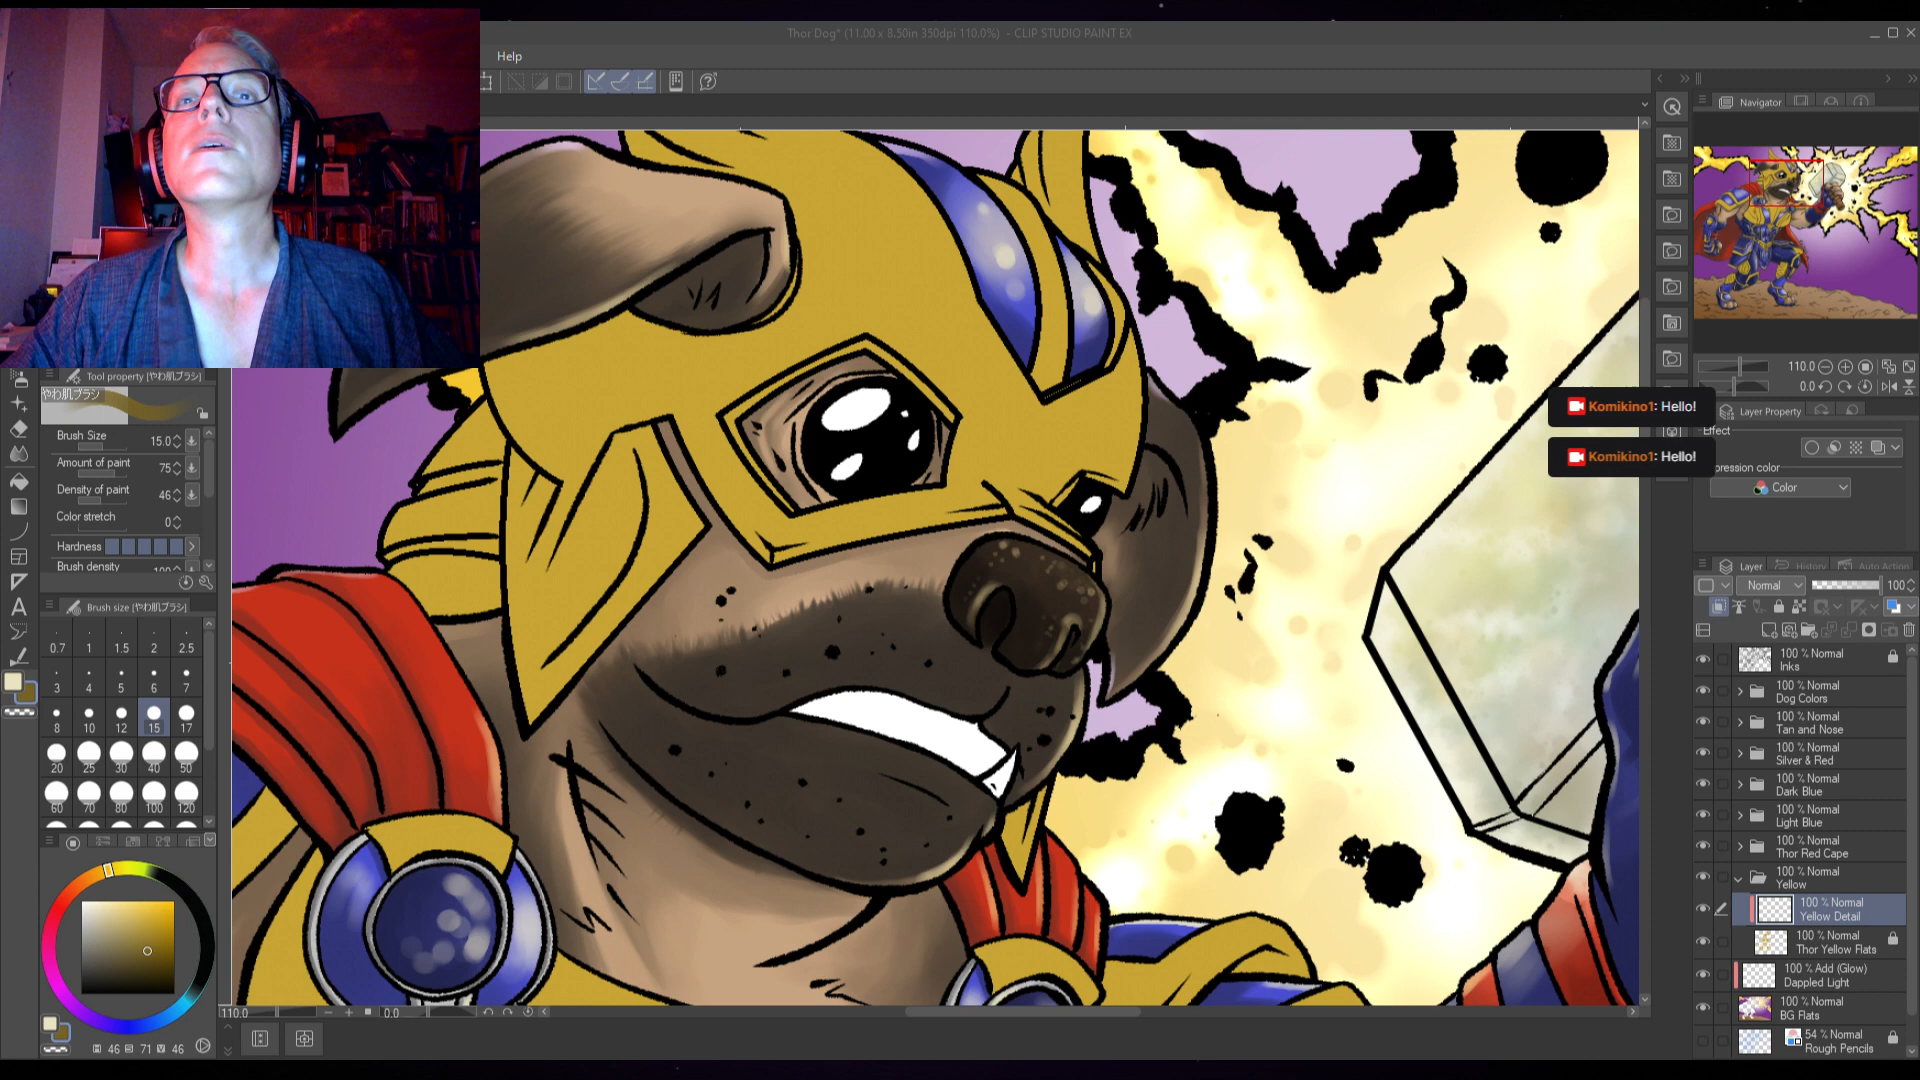 Thor Dog* (11.00 x 8.50in 350dpi 110.0%) - CLIP STUDIO PAINT EX
Help
Navigator
110.0
0.0
Komikino1: Hello!
Komikino1: Hello!
Layer Property
Effect
pression color
Color
Tool property [やわ肌ブラシ]
やわ肌ブラシ
Brush Size 15.0
Amount of paint 75
Density of paint 46
Color stretch 0
Hardness
Brush density 100
Brush size [やわ肌ブラシ]
0.7 1 1.5 2 2.5
3 4 5 6 7
8 10 12 15 17
20 25 30 40 50
60 70 80 100 120
46 71 46
110.0 0.0
Layer History Auto Action
Normal 100
100 % Normal
Inks
100 % Normal
Dog Colors
100 % Normal
Tan and Nose
100 % Normal
Silver & Red
100 % Normal
Dark Blue
100 % Normal
Light Blue
100 % Normal
Thor Red Cape
100 % Normal
Yellow
100 % Normal
Yellow Detail
100 % Normal
Thor Yellow Flats
100 % Add (Glow)
Dappled Light
100 % Normal
BG Flats
54 % Normal
Rough Pencils